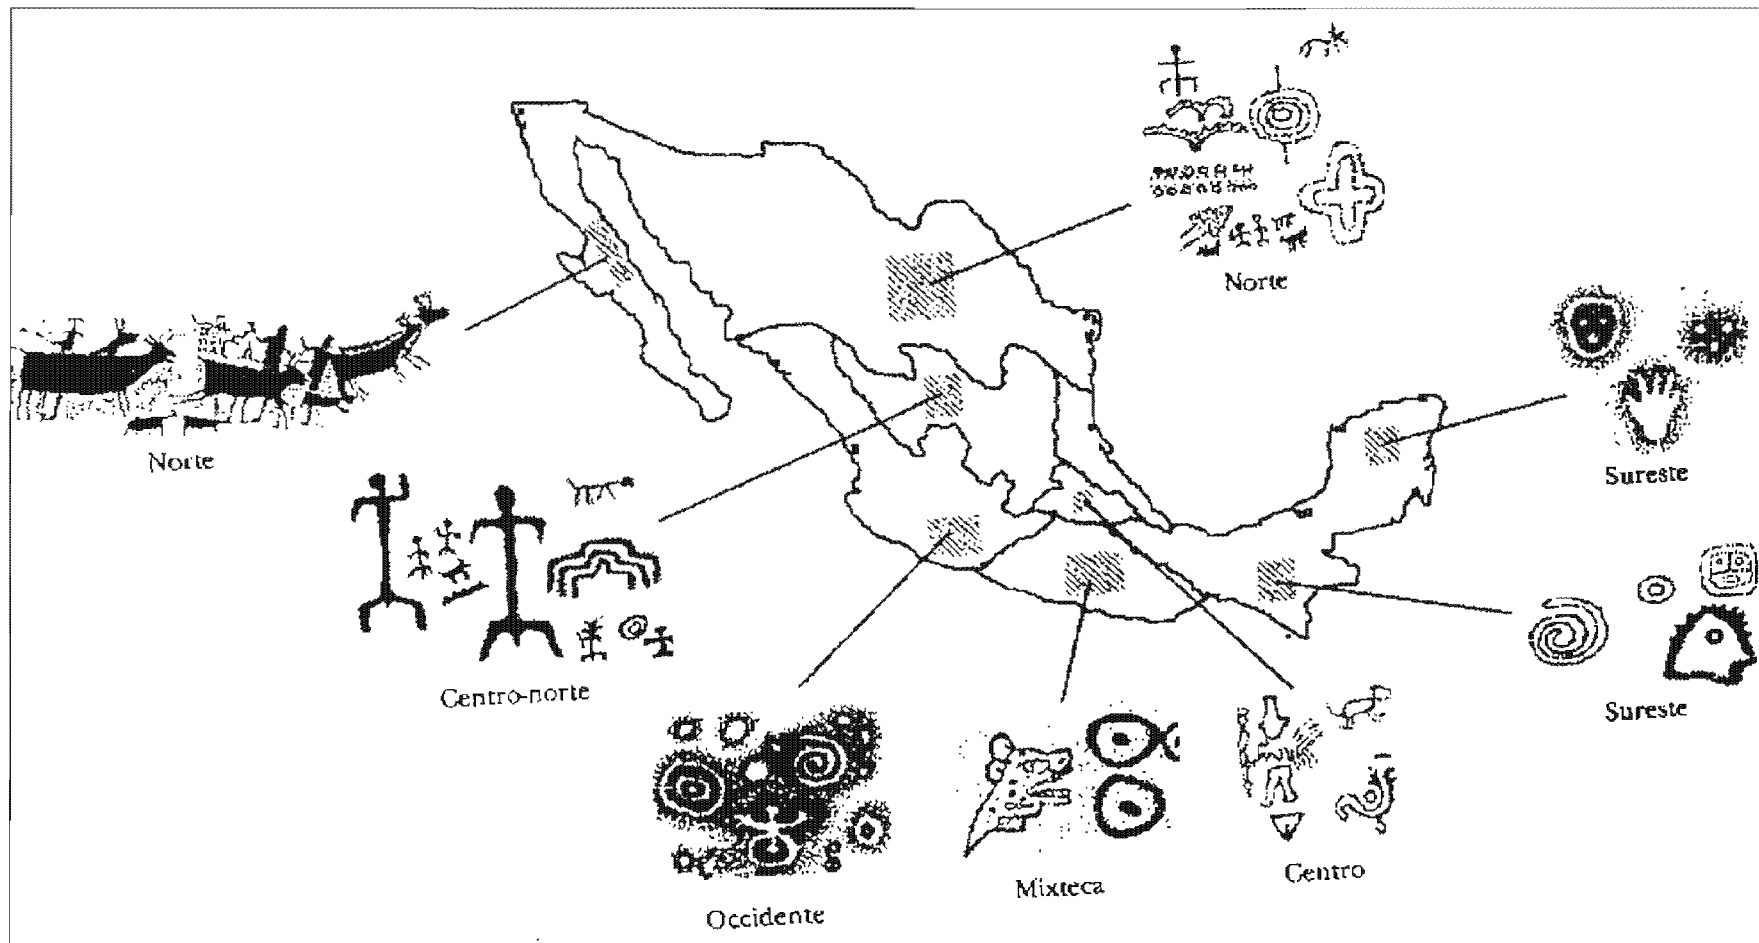 Norte
Norte
Sureste
Centro-norte
Sureste
Occidente
Mixteca
Centro